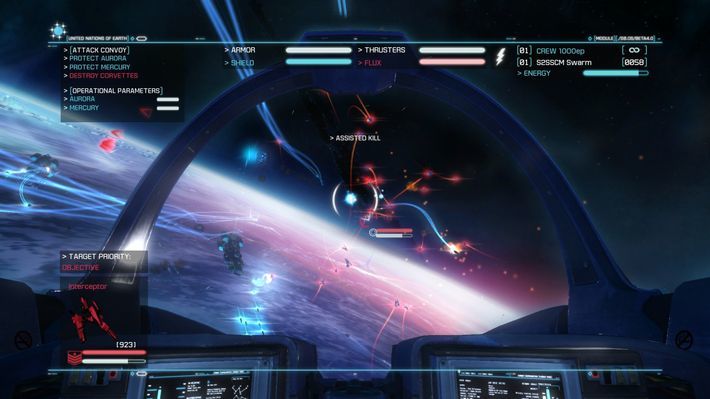 [UNITED NATIONS OF EARTH]
> [ATTACK CONVOY]
> PROTECT AURORA
> PROTECT MERCURY
> DESTROY CORVETTES
> [OPERATIONAL PARAMETERS]
> AURORA
> MERCURY
> ARMOR
> SHIELD
> THRUSTERS
> FLUX
[01] CREW 1000ep [∞]
[01] S2SSCM Swarm [0058]
> ENERGY
> ASSISTED KILL
> TARGET PRIORITY:
OBJECTIVE
Interceptor
[923]